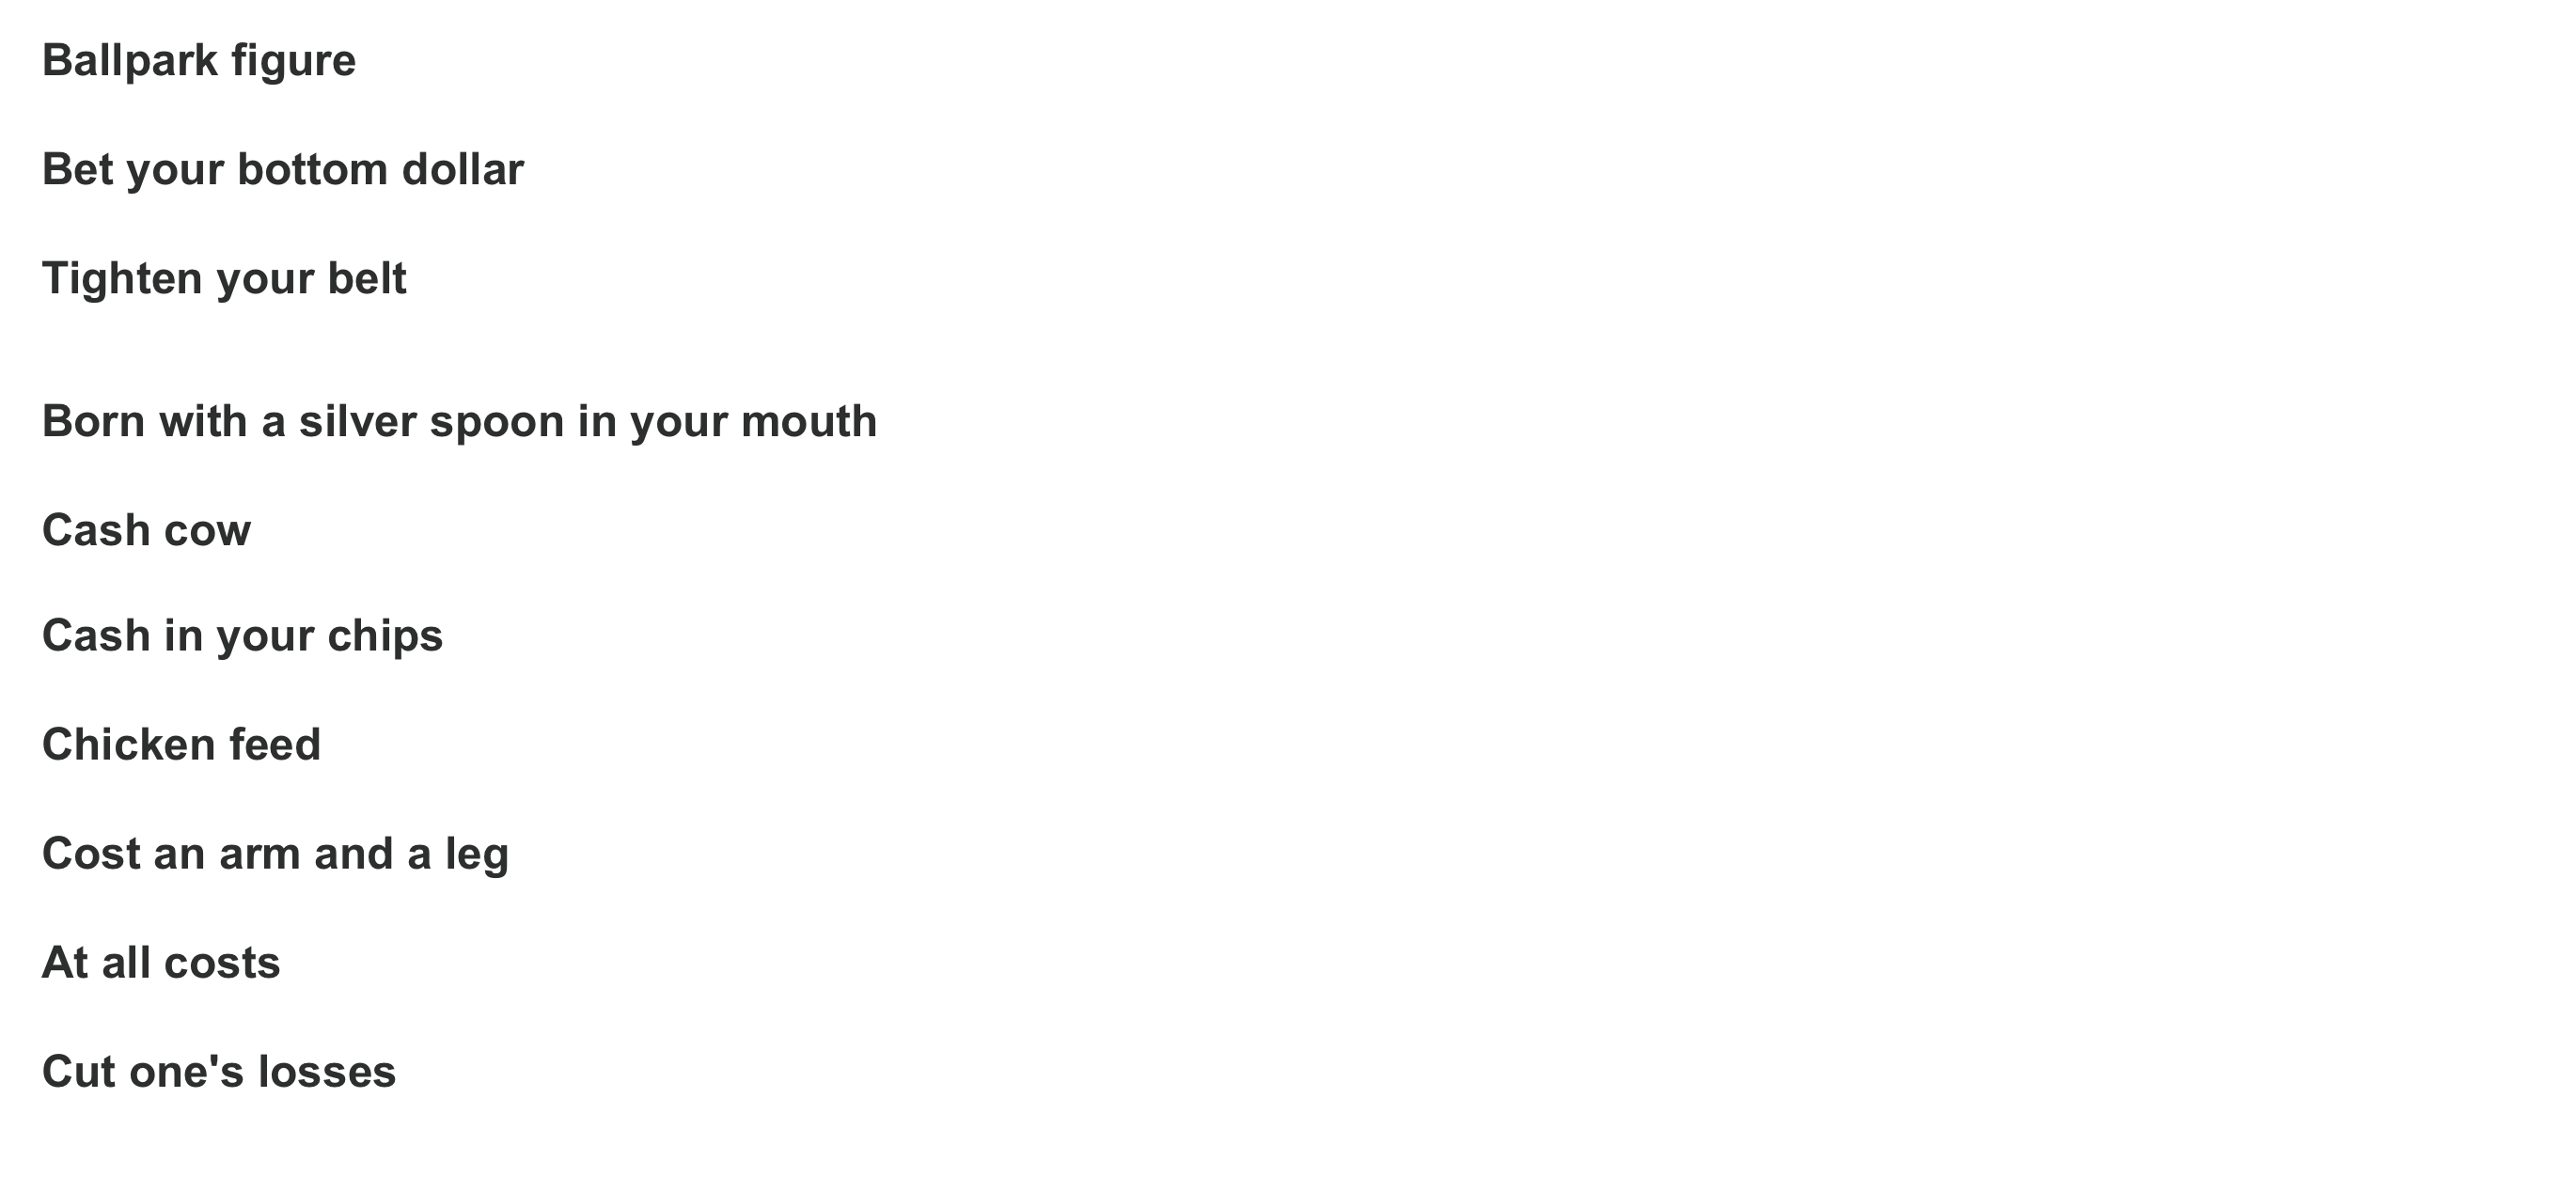 Ballpark figure
Bet your bottom dollar
Tighten your belt
Born with a silver spoon in your mouth
Cash cow
Cash in your chips
Chicken feed
Cost an arm and a leg
At all costs
Cut one's losses